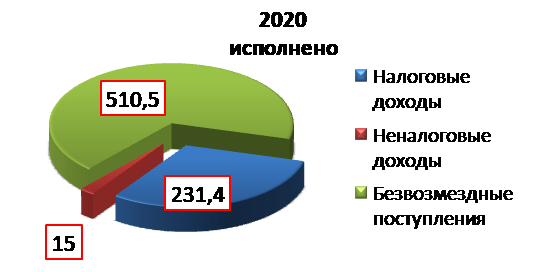 2020
исполнено
510,5
231,4
15
Налоговые
доходы
Неналоговые
доходы
Безвозмездные
поступления